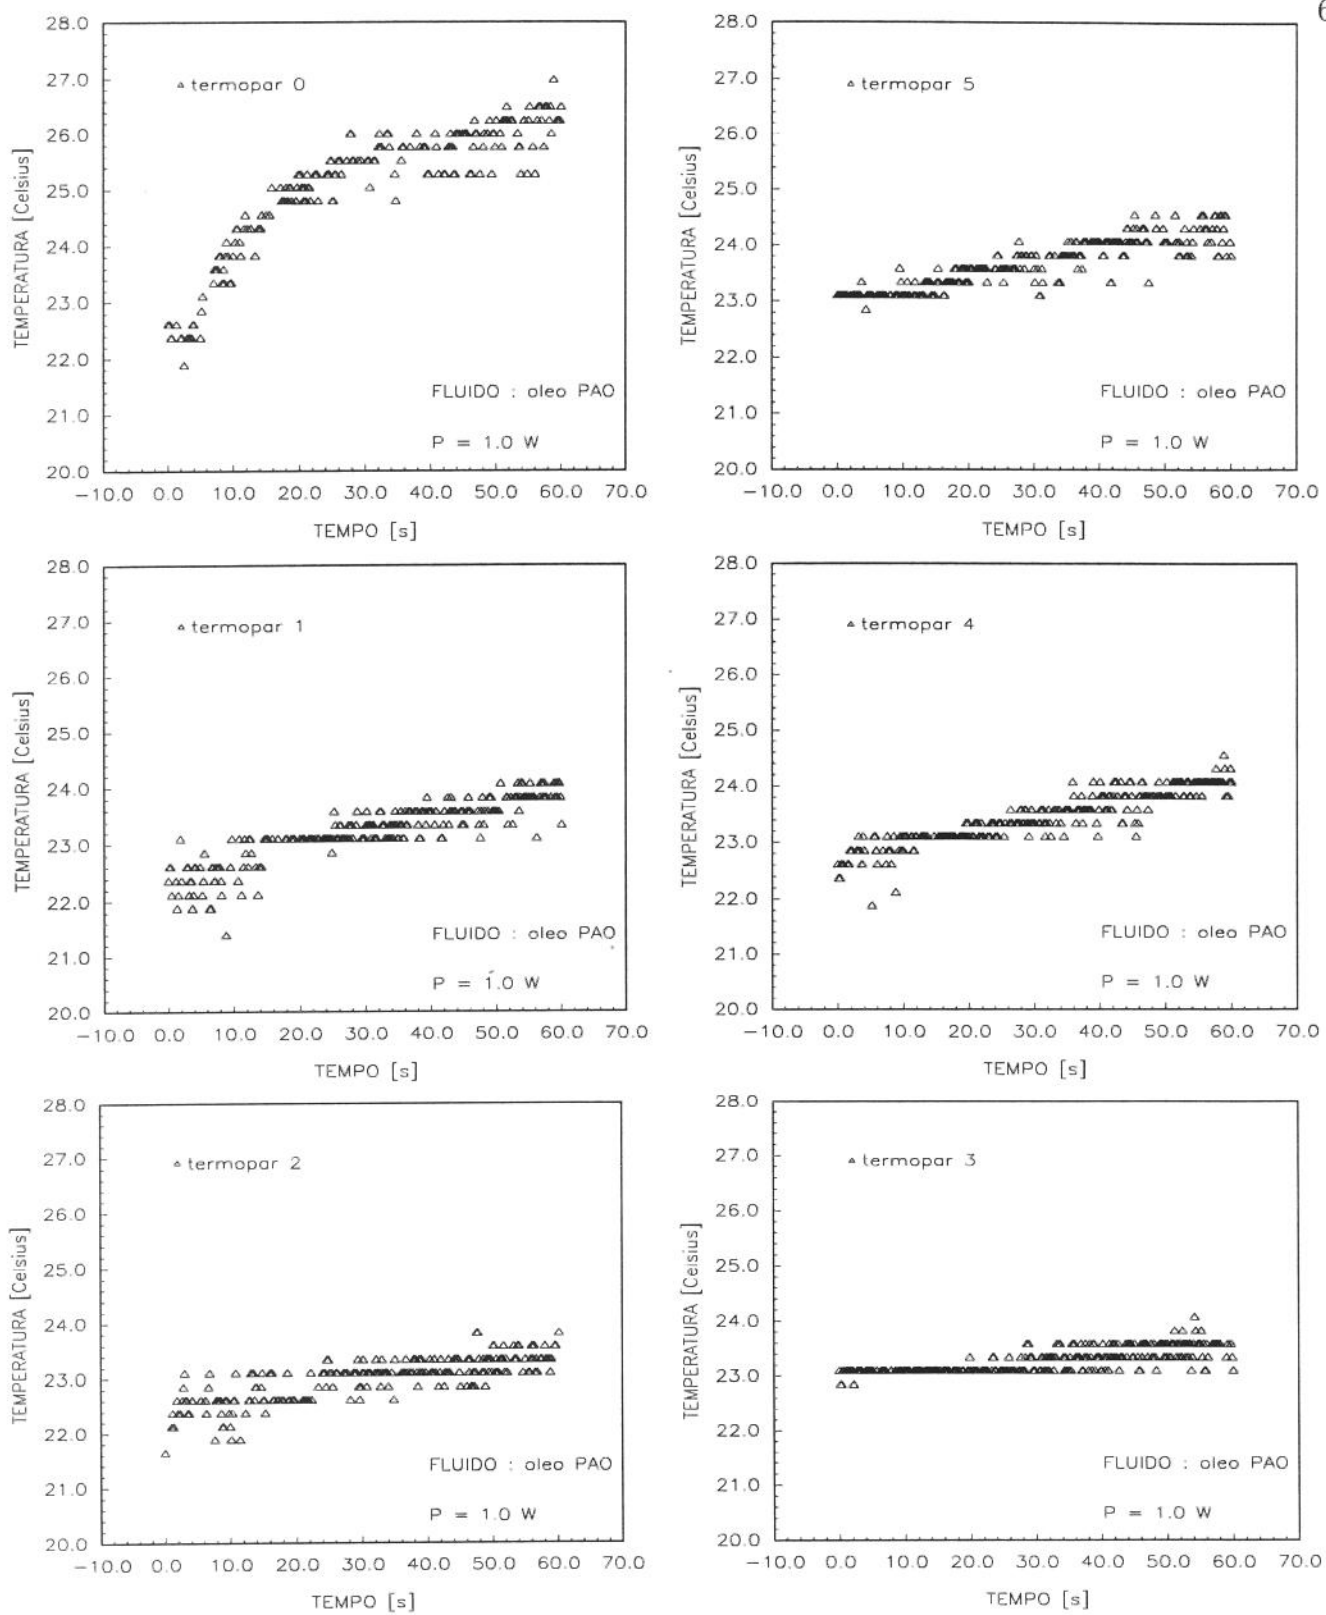 6
28.0
27.0
26.0
25.0
24.0
23.0
22.0
21.0
20.0
TEMPERATURA [Celsius]
termopar 0
FLUIDO : oleo PAO
P = 1.0 W
−10.0 0.0 10.0 20.0 30.0 40.0 50.0 60.0 70.0
TEMPO [s]
28.0
27.0
26.0
25.0
24.0
23.0
22.0
21.0
20.0
TEMPERATURA [Celsius]
termopar 5
FLUIDO : oleo PAO
P = 1.0 W
−10.0 0.0 10.0 20.0 30.0 40.0 50.0 60.0 70.0
TEMPO [s]
28.0
27.0
26.0
25.0
24.0
23.0
22.0
21.0
20.0
TEMPERATURA [Celsius]
termopar 1
FLUIDO : oleo PAO
P = 1.0 W
−10.0 0.0 10.0 20.0 30.0 40.0 50.0 60.0 70.0
TEMPO [s]
28.0
27.0
26.0
25.0
24.0
23.0
22.0
21.0
20.0
TEMPERATURA [Celsius]
termopar 4
FLUIDO : oleo PAO
P = 1.0 W
−10.0 0.0 10.0 20.0 30.0 40.0 50.0 60.0 70.0
TEMPO [s]
28.0
27.0
26.0
25.0
24.0
23.0
22.0
21.0
20.0
TEMPERATURA [Celsius]
termopar 2
FLUIDO : oleo PAO
P = 1.0 W
−10.0 0.0 10.0 20.0 30.0 40.0 50.0 60.0 70.0
TEMPO [s]
28.0
27.0
26.0
25.0
24.0
23.0
22.0
21.0
20.0
TEMPERATURA [Celsius]
termopar 3
FLUIDO : oleo PAO
P = 1.0 W
−10.0 0.0 10.0 20.0 30.0 40.0 50.0 60.0 70.0
TEMPO [s]